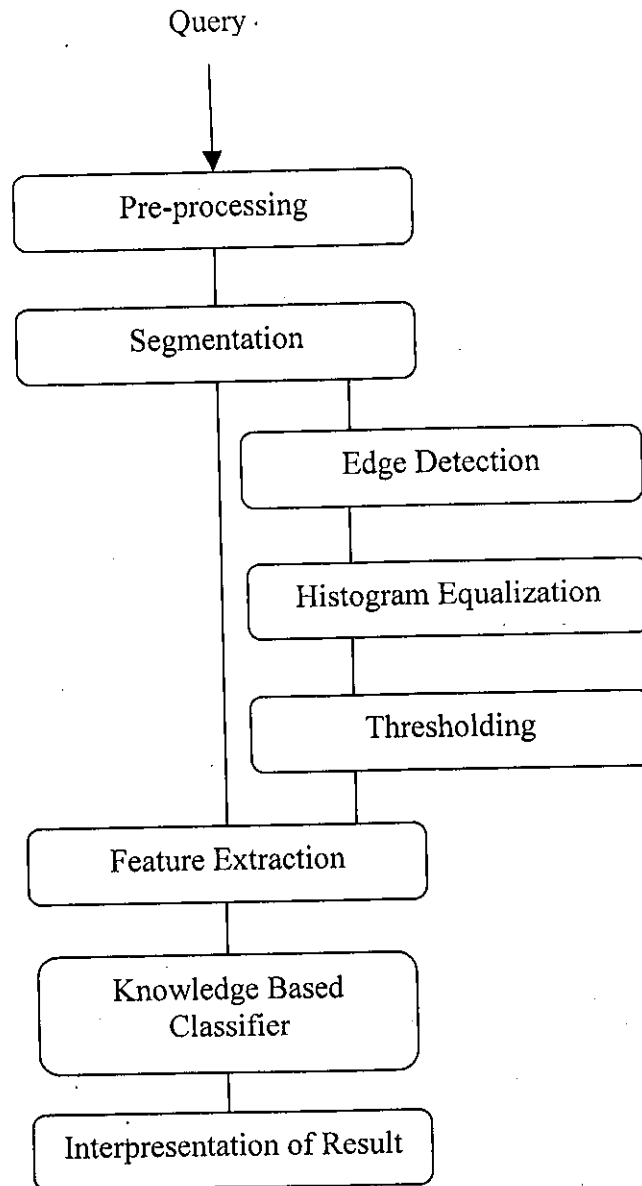 Query
Pre-processing
Segmentation
Edge Detection
Histogram Equalization
Thresholding
Feature Extraction
Knowledge Based
Classifier
Interpresentation of Result